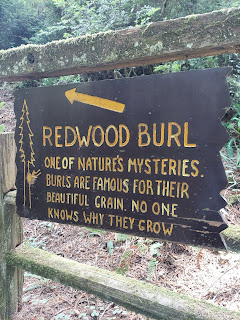 REDWOOD BURL
ONE OF NATURE'S MYSTERIES.
BURLS ARE FAMOUS FOR THEIR
BEAUTIFUL GRAIN. NO ONE
KNOWS WHY THEY GROW